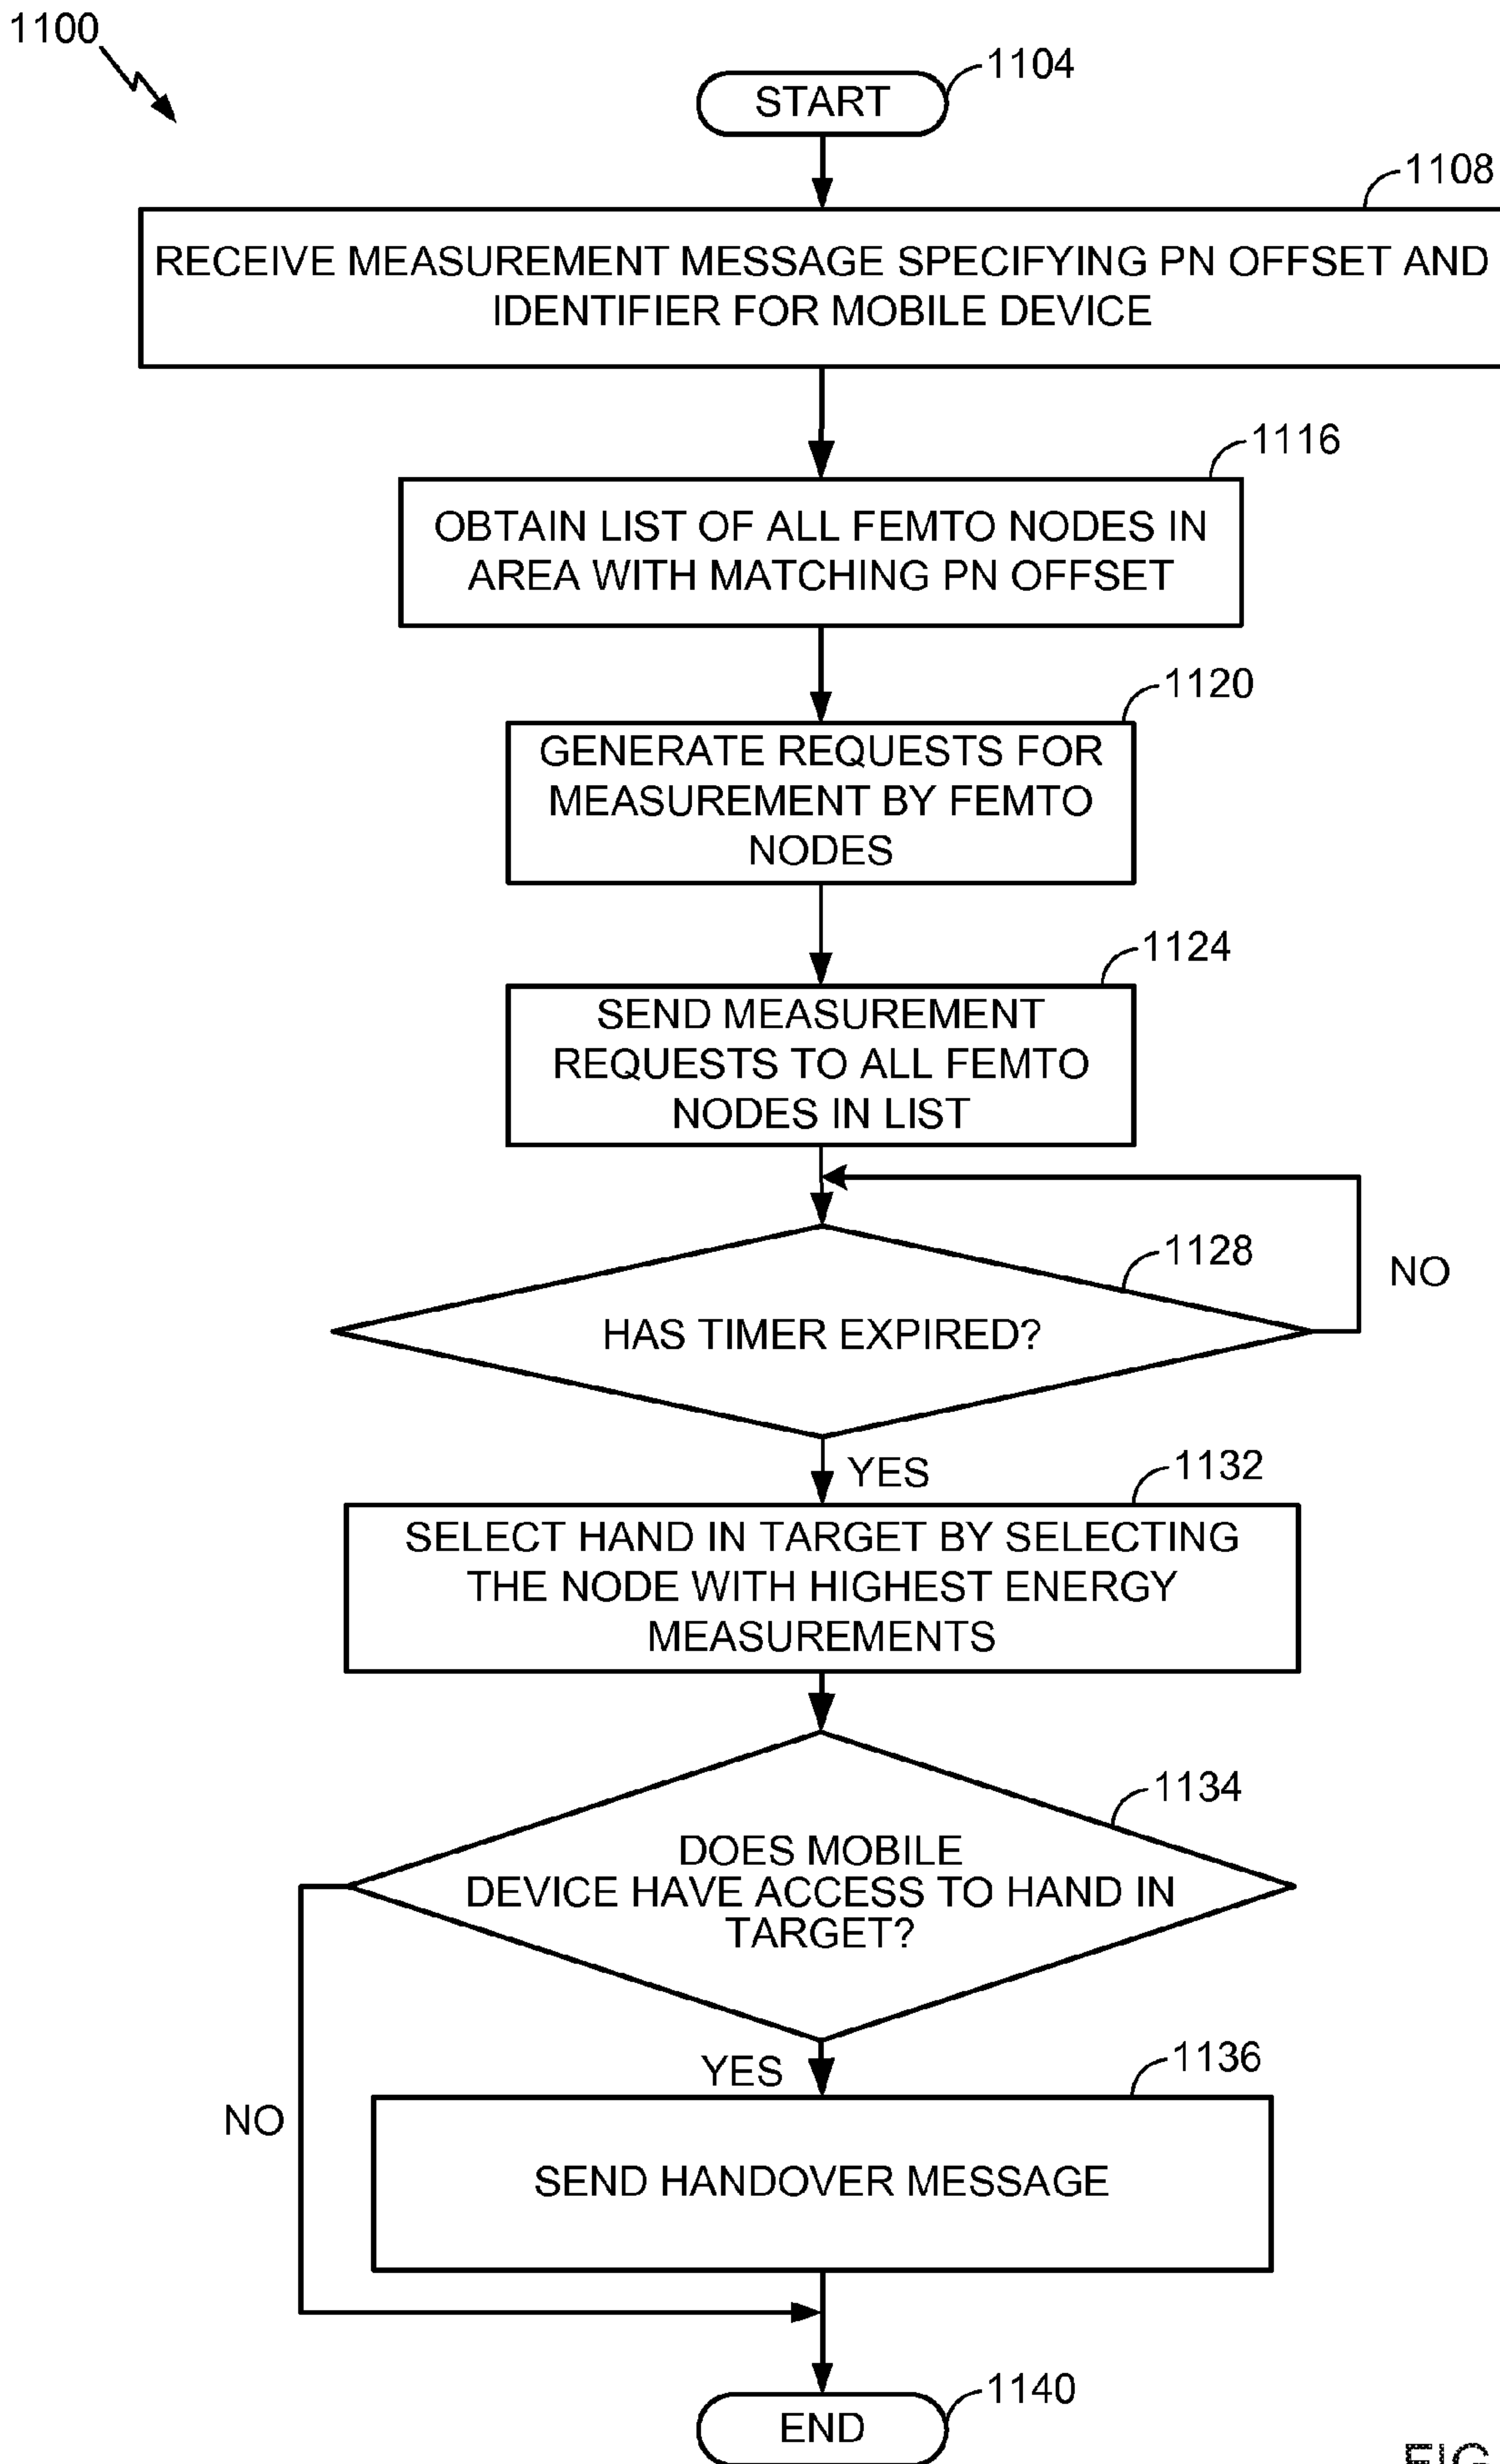 1100
1104
START
1108
RECEIVE MEASUREMENT MESSAGE SPECIFYING PN OFFSET AND
IDENTIFIER FOR MOBILE DEVICE
1116
OBTAIN LIST OF ALL FEMTO NODES IN
AREA WITH MATCHING PN OFFSET
1120
GENERATE REQUESTS FOR
MEASUREMENT BY FEMTO
NODES
1124
SEND MEASUREMENT
REQUESTS TO ALL FEMTO
NODES IN LIST
1128
NO
HAS TIMER EXPIRED?
YES
1132
SELECT HAND IN TARGET BY SELECTING
THE NODE WITH HIGHEST ENERGY
MEASUREMENTS
1134
DOES MOBILE
DEVICE HAVE ACCESS TO HAND IN
TARGET?
YES
1136
NO
SEND HANDOVER MESSAGE
1140
END